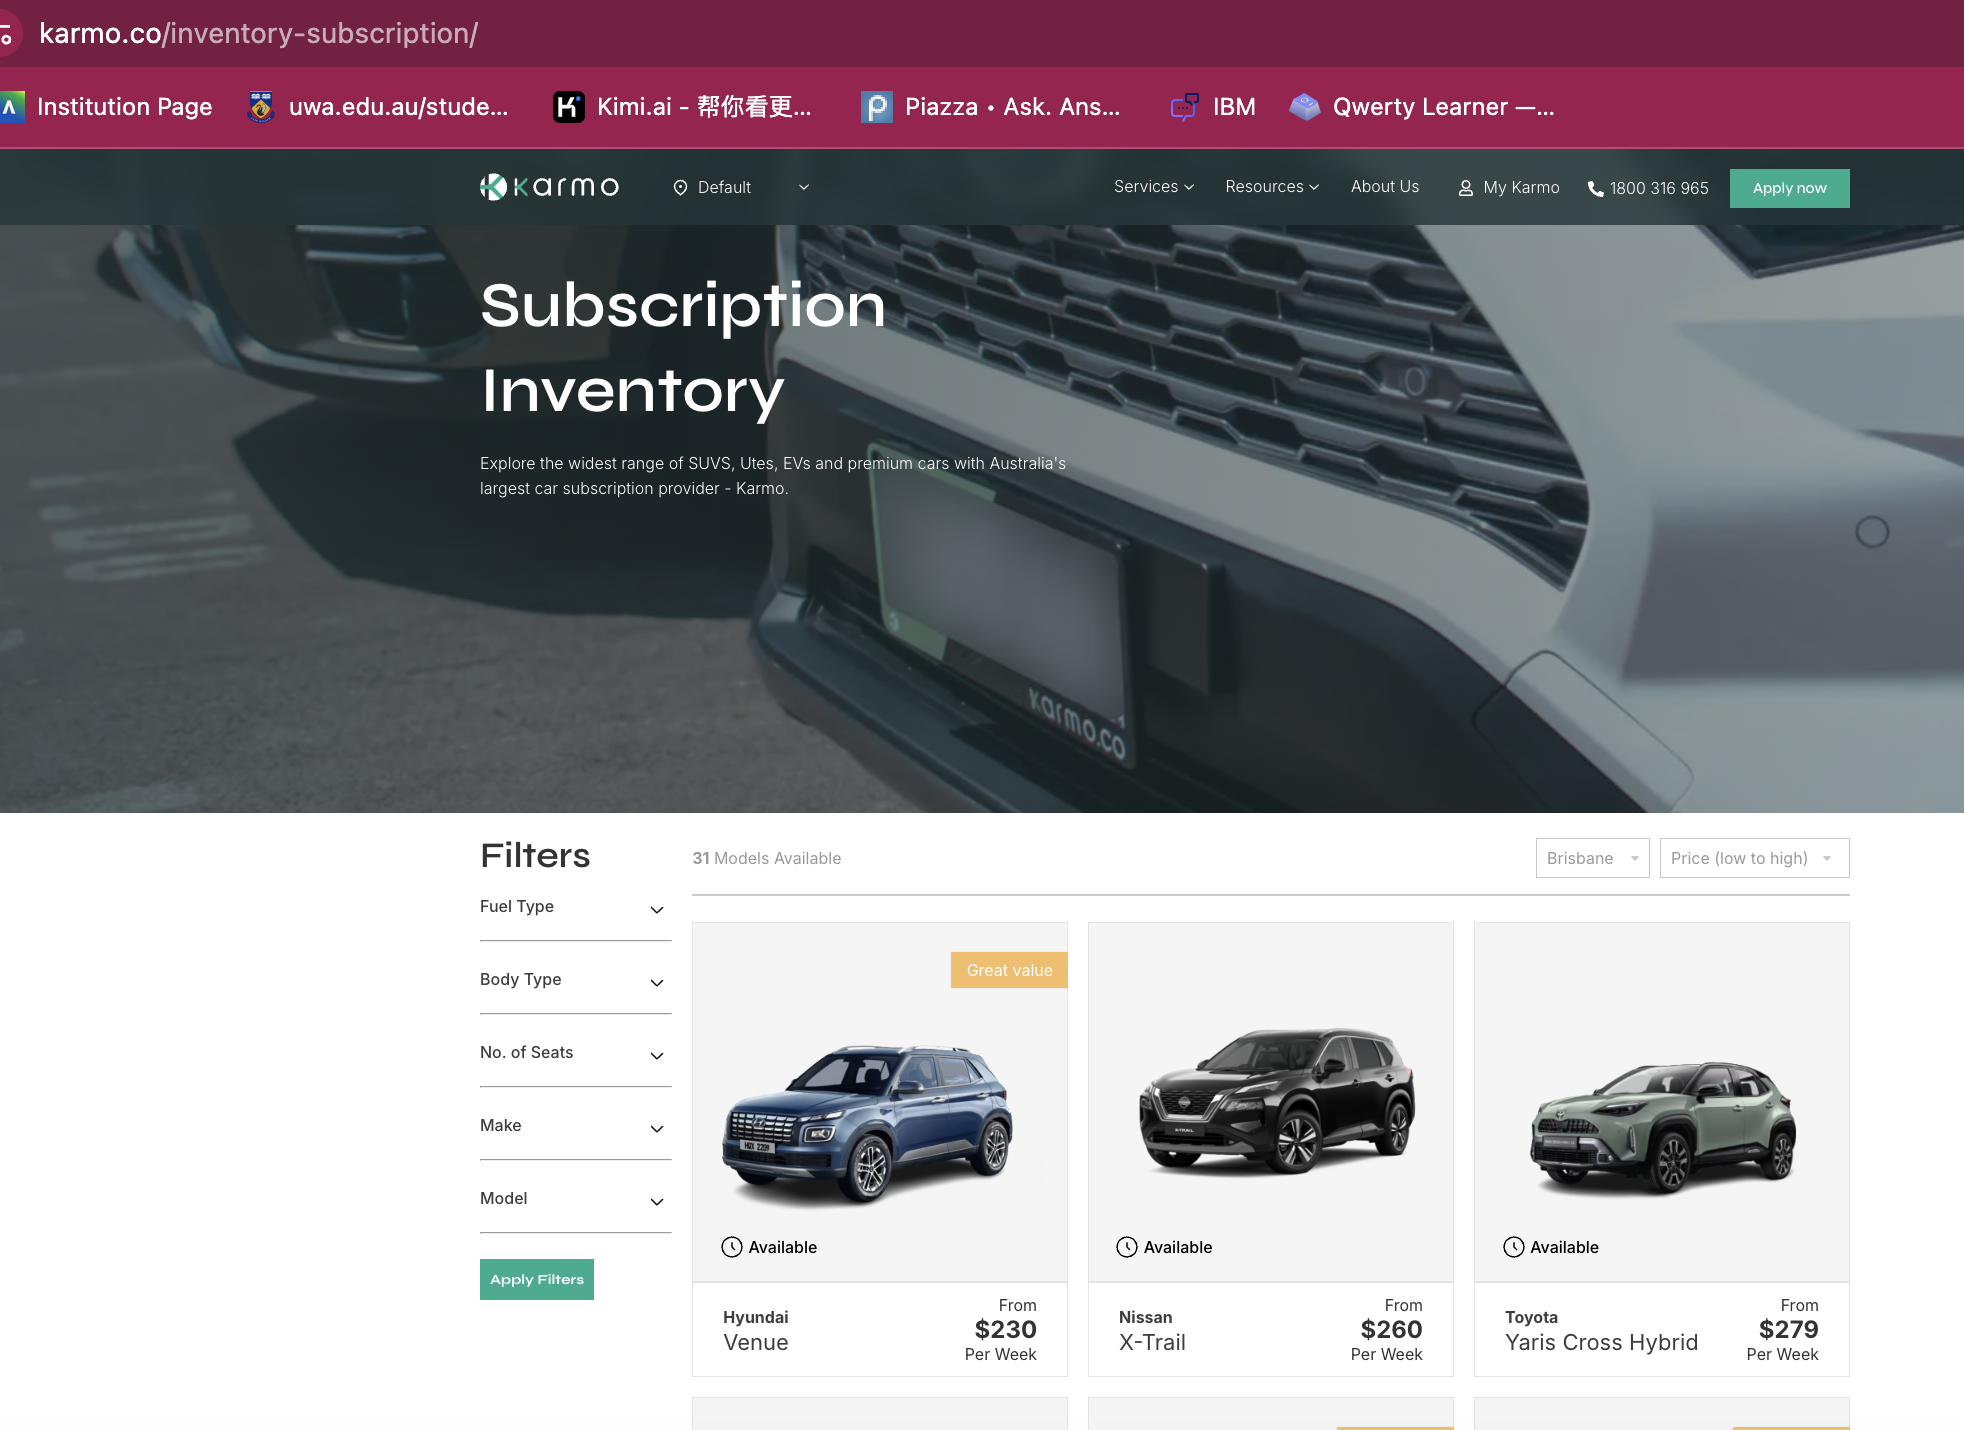 karmo.co/inventory-subscription/
Institution Page
uwa.edu.au/stude...
Kimi.ai - 帮你看更...
Piazza • Ask. Ans...
IBM
Qwerty Learner —...
karmo
Default
Services
Resources
About Us
My Karmo
1800 316 965
Apply now
Subscription
Inventory
Explore the widest range of SUVS, Utes, EVs and premium cars with Australia's
largest car subscription provider - Karmo.
karmo.co
Filters
31 Models Available
Brisbane
Price (low to high)
Fuel Type
Body Type
No. of Seats
Make
Model
Apply Filters
Great value
Available
Available
Available
Hyundai
Venue
From
$230
Per Week
Nissan
X-Trail
From
$260
Per Week
Toyota
Yaris Cross Hybrid
From
$279
Per Week